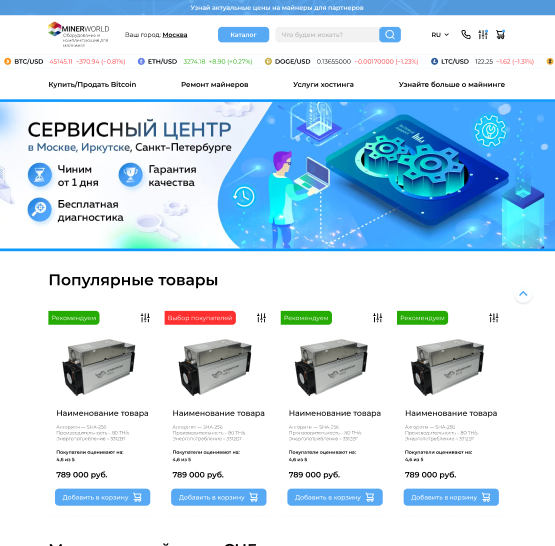 Узнай актуальные цены на майнеры для партнеров
MINERWORLD
Оборудование и
комплектующие для
майнинга
Ваш город: Москва
Каталог
Что будем искать?
RU
BTC/USD 45145.11 −370.94 (−0.81%)
ETH/USD 3274.18 +8.90 (+0.27%)
DOGE/USD 0.13655000 −0.00170000 (−1.23%)
LTC/USD 122.25 −1.62 (−1.31%)
Купить/Продать Bitcoin
Ремонт майнеров
Услуги хостинга
Узнайте больше о майнинге
СЕРВИСНЫЙ ЦЕНТР
в Москве, Иркутске, Санкт-Петербурге
Чиним
от 1 дня
Гарантия
качества
Бесплатная
диагностика
Популярные товары
Рекомендуем
Выбор покупателей
Рекомендуем
Рекомендуем
Наименование товара
Алгоритм — SHA-256
Производительность - 80 TH/s
Энергопотребление - 3312Вт
Покупатели оценивают на:
4,6 из 5
789 000 руб.
Добавить в корзину
Наименование товара
Алгоритм — SHA-256
Производительность - 80 TH/s
Энергопотребление - 3312Вт
Покупатели оценивают на:
4,6 из 5
789 000 руб.
Добавить в корзину
Наименование товара
Алгоритм — SHA-256
Производительность - 80 TH/s
Энергопотребление - 3312Вт
Покупатели оценивают на:
4,6 из 5
789 000 руб.
Добавить в корзину
Наименование товара
Алгоритм — SHA-256
Производительность - 80 TH/s
Энергопотребление - 3312Вт
Покупатели оценивают на:
4,6 из 5
789 000 руб.
Добавить в корзину